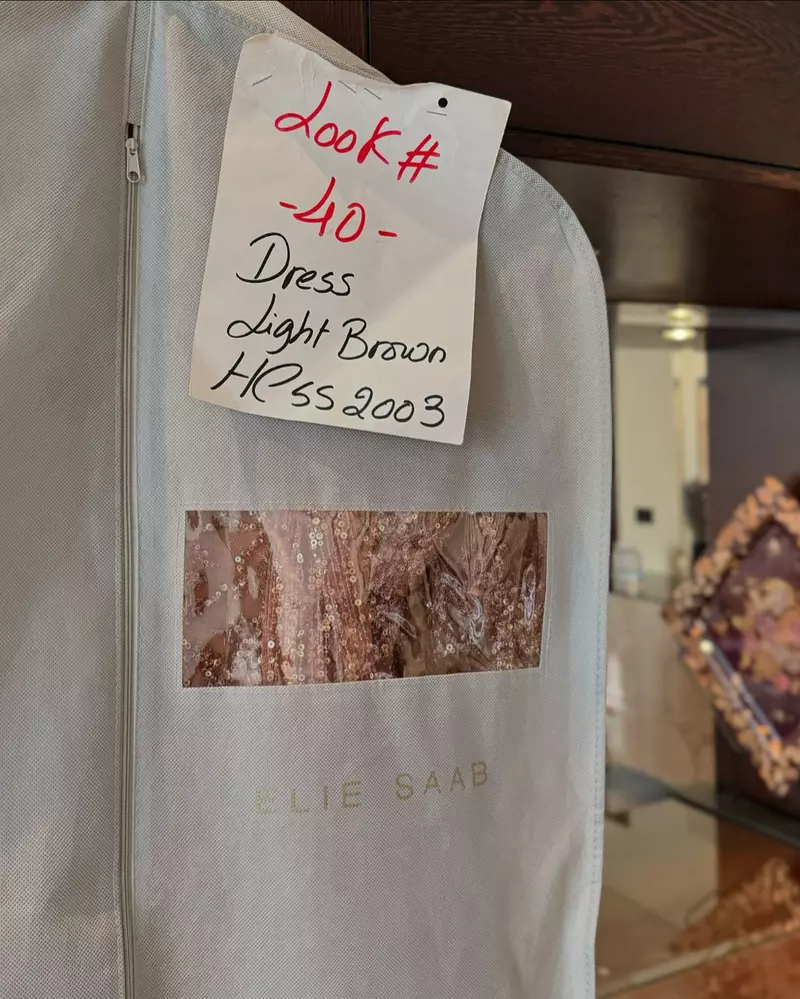 Look #
-40-
Dress
Light Brown
HCSS2003
ELIE SAAB